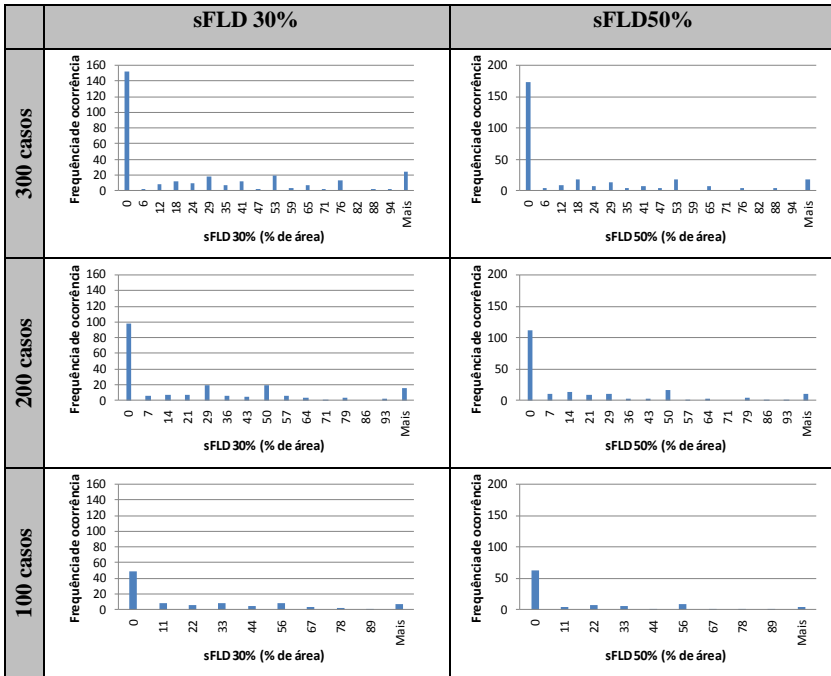 sFLD 30%
sFLD50%
300 casos
Frequência de ocorrência
160
140
120
100
80
60
40
20
0
0 6 12 18 24 29 35 41 47 53 59 65 71 76 82 88 94 Mais
sFLD 30% (% de área)
Frequência de ocorrência
200
150
100
50
0
0 6 12 18 24 29 35 41 47 53 59 65 71 76 82 88 94 Mais
sFLD 50% (% de área)
200 casos
Frequência de ocorrência
160
140
120
100
80
60
40
20
0
0 7 14 21 29 36 43 50 57 64 71 79 86 93 Mais
sFLD 30% (% de área)
Frequência de ocorrência
200
150
100
50
0
0 7 14 21 29 36 43 50 57 64 71 79 86 93 Mais
sFLD 50% (% de área)
100 casos
Frequência de ocorrência
160
140
120
100
80
60
40
20
0
0 11 22 33 44 56 67 78 89 Mais
sFLD 30% (% de área)
Frequência de ocorrência
200
150
100
50
0
0 11 22 33 44 56 67 78 89 Mais
sFLD 50% (% de área)